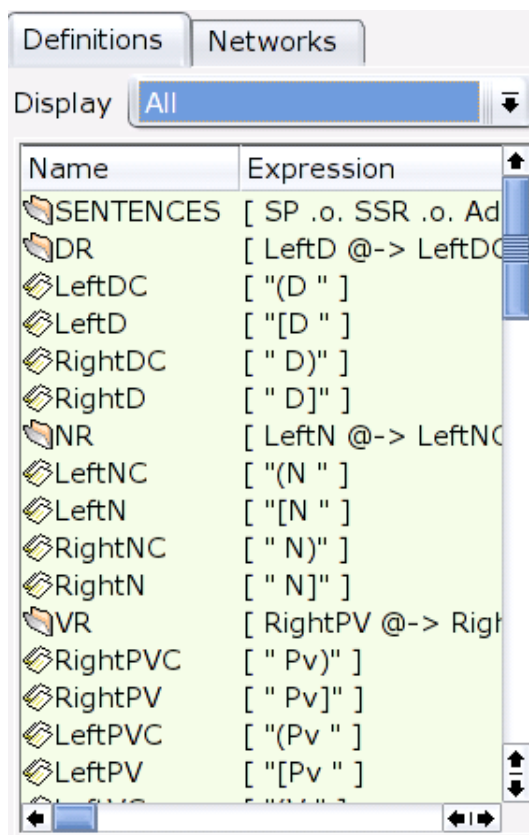 Definitions Networks
Display All
Name Expression
SENTENCES [ SP .o. SSR .o. Ad
DR [ LeftD @-> LeftDC
LeftDC [ "(D " ]
LeftD [ "[D " ]
RightDC [ " D)" ]
RightD [ " D]" ]
NR [ LeftN @-> LeftNC
LeftNC [ "(N " ]
LeftN [ "[N " ]
RightNC [ " N)" ]
RightN [ " N]" ]
VR [ RightPV @-> Righ
RightPVC [ " Pv)" ]
RightPV [ " Pv]" ]
LeftPVC [ "(Pv " ]
LeftPV [ "[Pv " ]